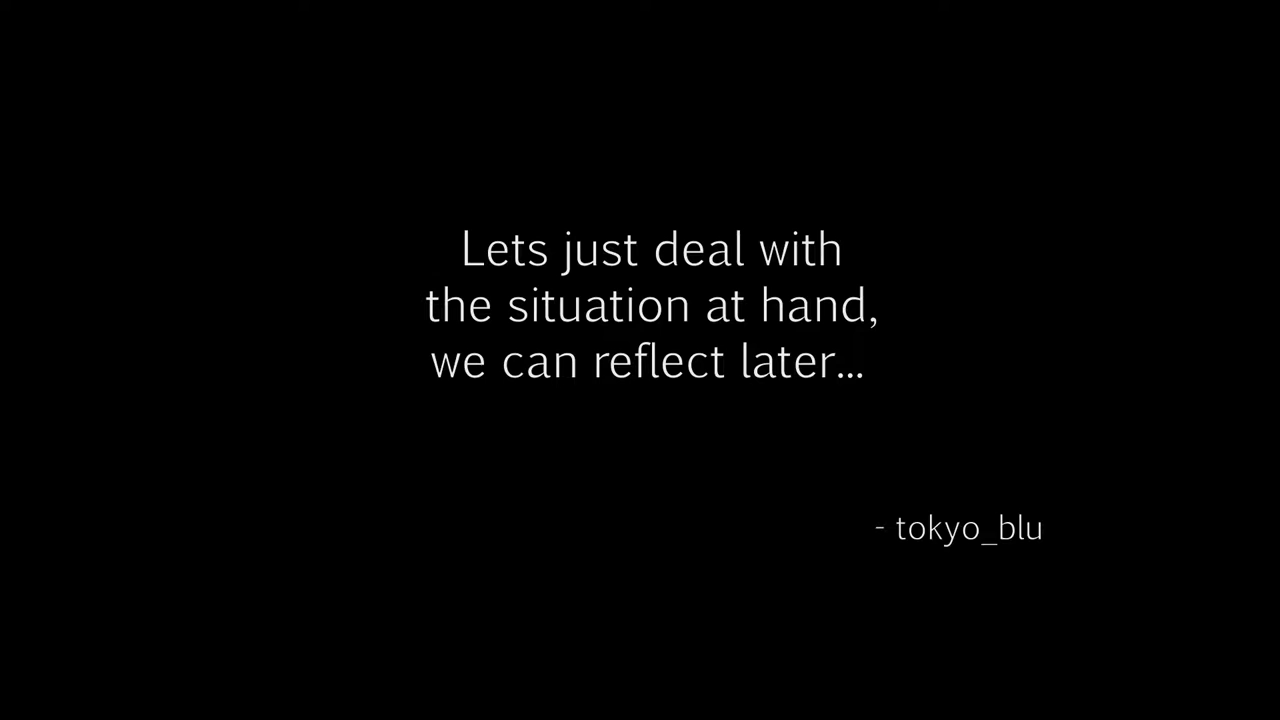 Lets just deal with
the situation at hand,
we can reflect later...
- tokyo_blu